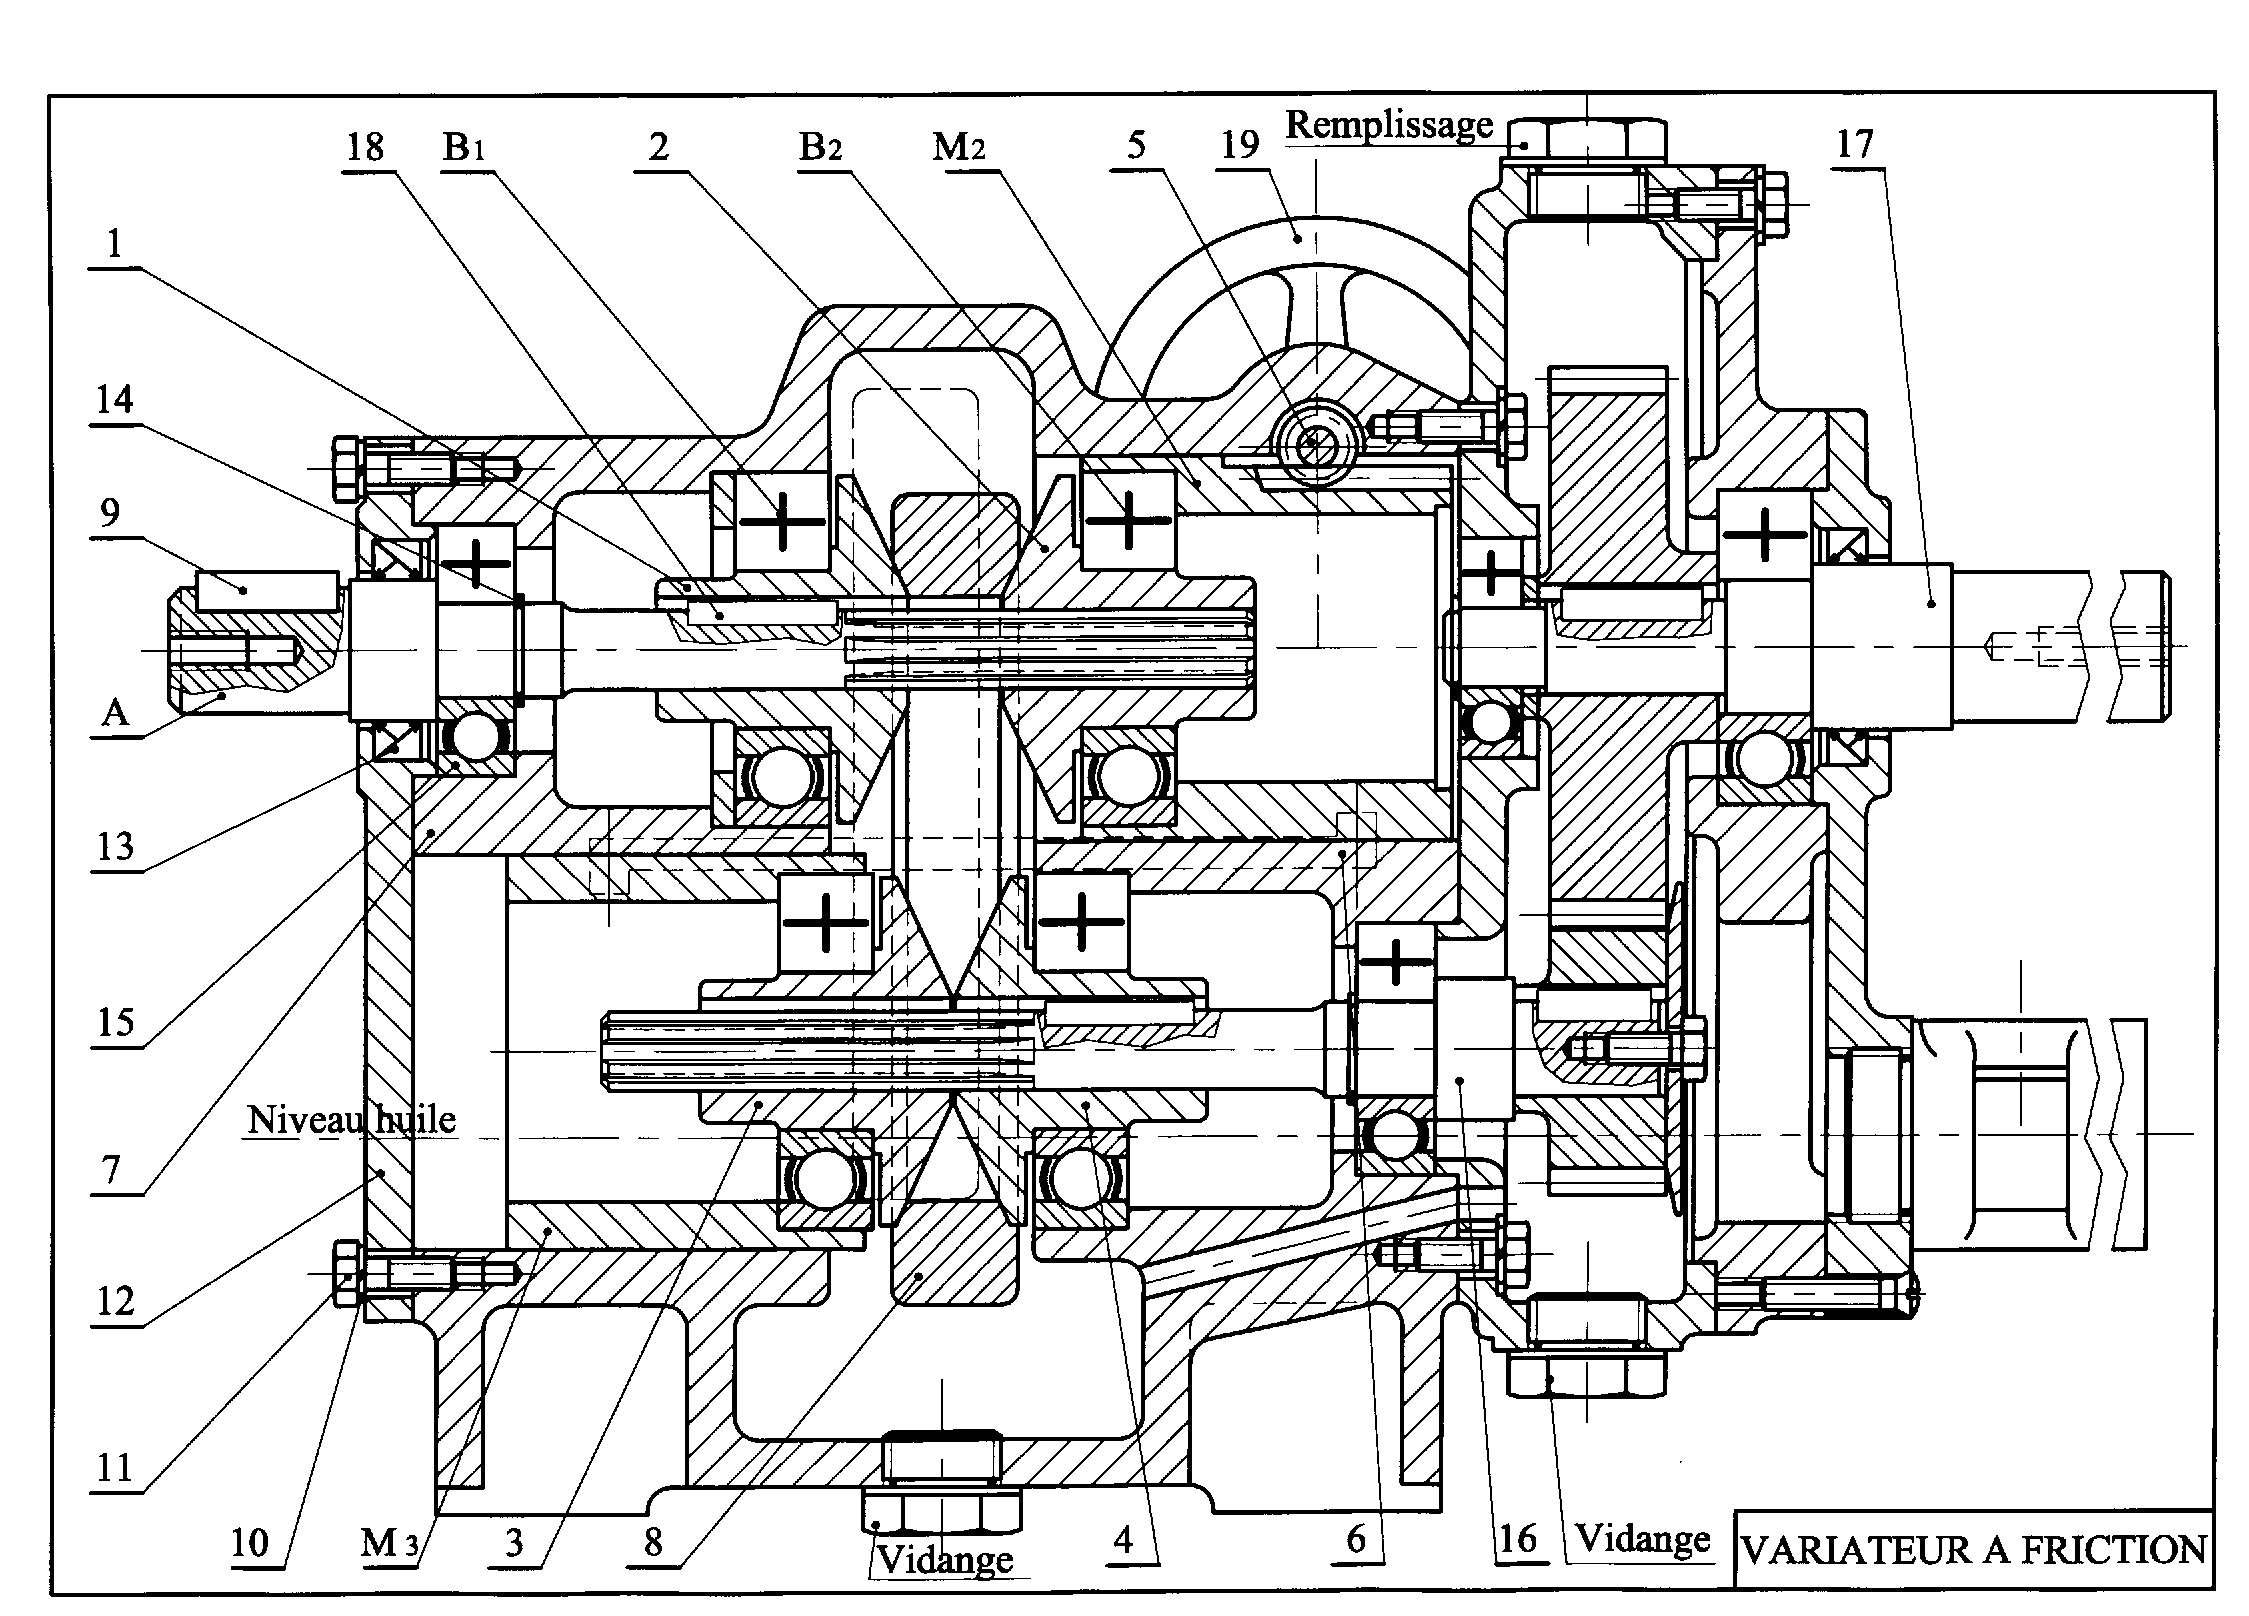 Remplissage
18 B1 2 B2 M2 5 19 17
1
14
9
A
13
15
Niveau huile
7
12
11
10 M3 3 8 Vidange 4 6 16 Vidange
VARIATEUR A FRICTION